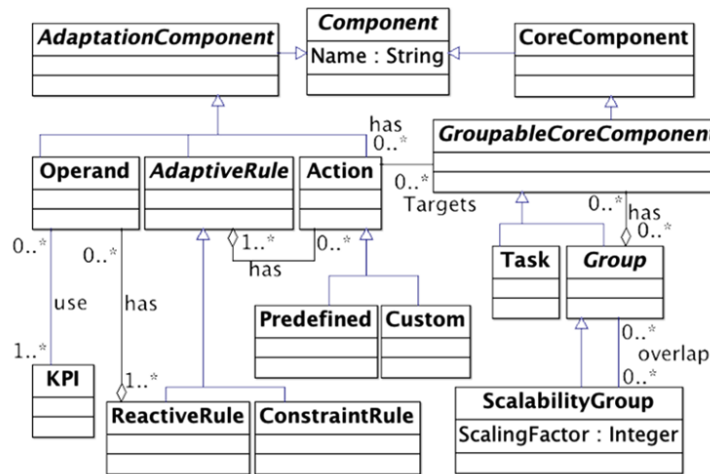 Component
Name : String
AdaptationComponent
CoreComponent
has
0..*
GroupableCoreComponent
Operand
AdaptiveRule
Action
0..*
Targets
0..*
has
0..*
0..*
0..*
1..*
0..*
has
Task
Group
use
has
Predefined
Custom
0..*
overlap
0..*
1..*
KPI
1..*
ReactiveRule
ConstraintRule
ScalabilityGroup
ScalingFactor : Integer